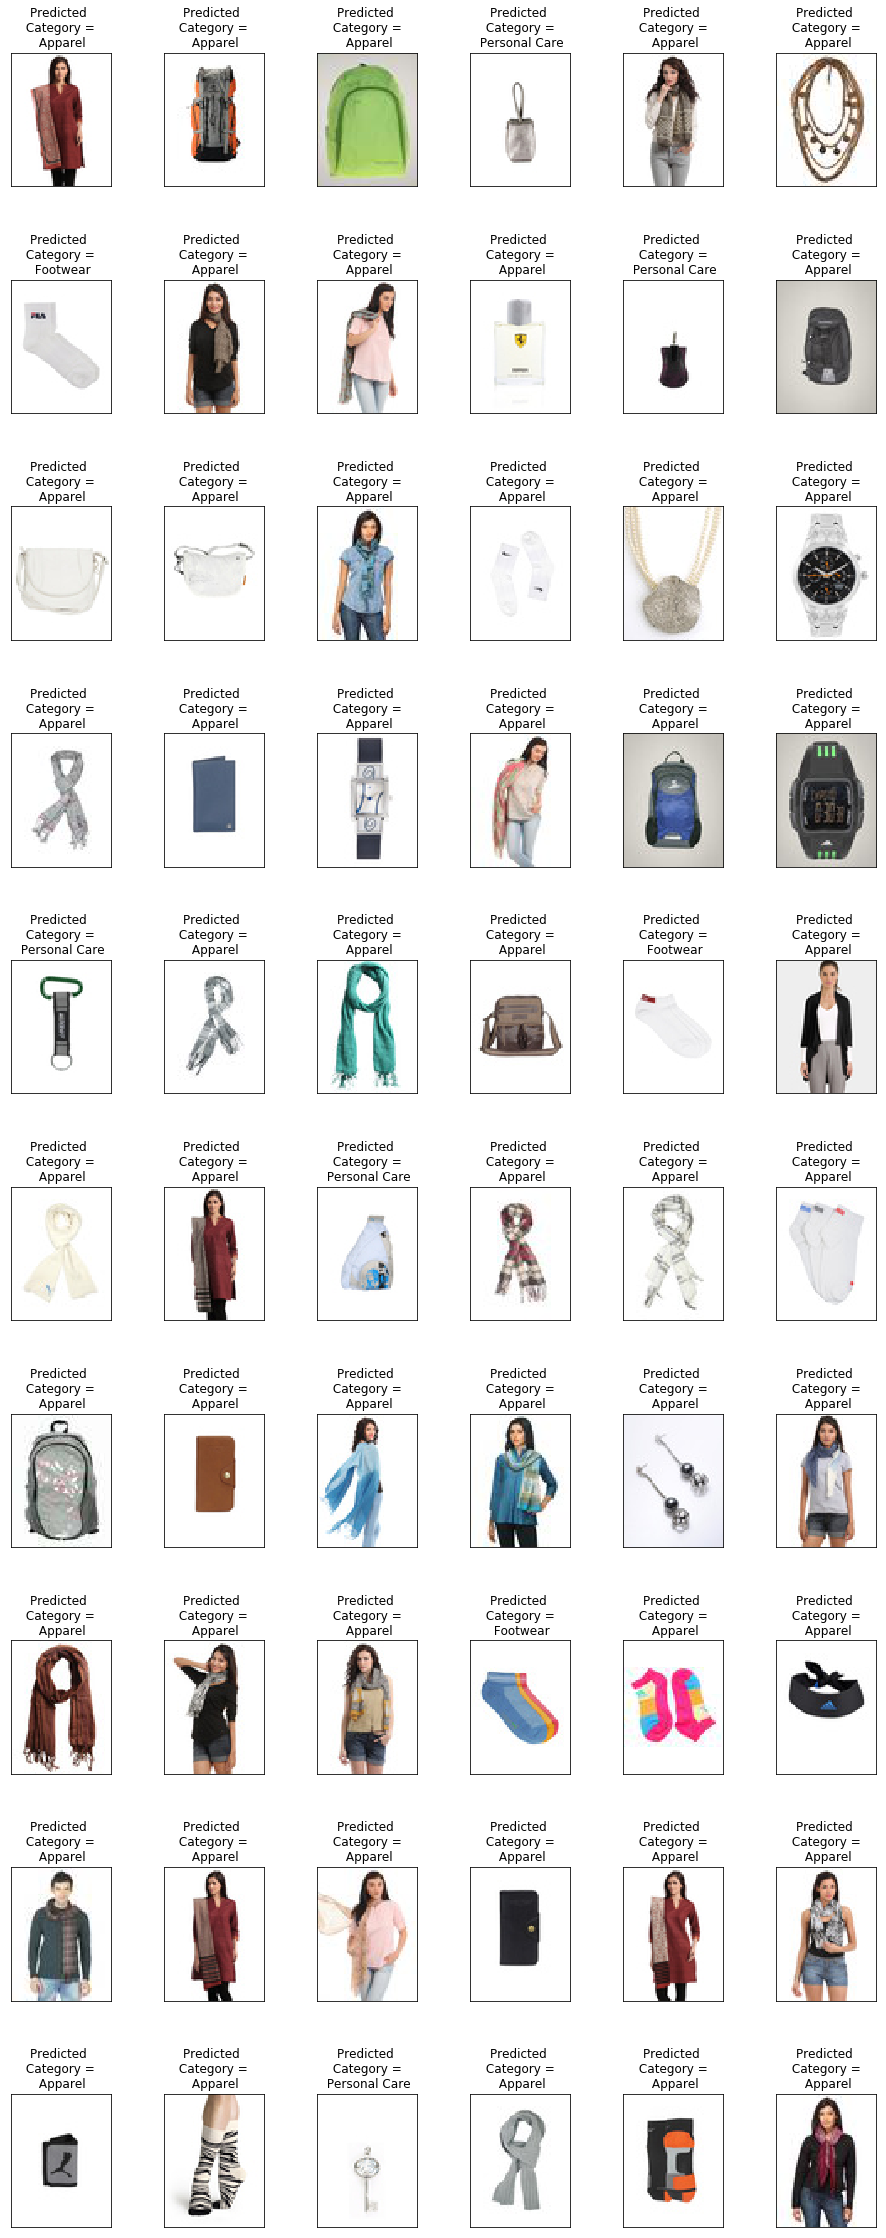 Predicted
Category =
Apparel
Predicted
Category =
Apparel
Predicted
Category =
Apparel
Predicted
Category =
Personal Care
Predicted
Category =
Apparel
Predicted
Category =
Apparel
Predicted
Category =
Footwear
FILA
Predicted
Category =
Apparel
Predicted
Category =
Apparel
Predicted
Category =
Apparel
Predicted
Category =
Personal Care
Predicted
Category =
Apparel
Predicted
Category =
Apparel
Predicted
Category =
Apparel
Predicted
Category =
Apparel
Predicted
Category =
Apparel
Predicted
Category =
Apparel
Predicted
Category =
Apparel
Predicted
Category =
Apparel
Predicted
Category =
Apparel
Predicted
Category =
Apparel
Predicted
Category =
Apparel
Predicted
Category =
Apparel
Predicted
Category =
Apparel
Predicted
Category =
Personal Care
Predicted
Category =
Apparel
Predicted
Category =
Apparel
Predicted
Category =
Apparel
Predicted
Category =
Footwear
Predicted
Category =
Apparel
Predicted
Category =
Apparel
Predicted
Category =
Apparel
Predicted
Category =
Personal Care
Predicted
Category =
Apparel
Predicted
Category =
Apparel
Predicted
Category =
Apparel
Predicted
Category =
Apparel
Predicted
Category =
Apparel
Predicted
Category =
Apparel
Predicted
Category =
Apparel
Predicted
Category =
Apparel
Predicted
Category =
Apparel
Predicted
Category =
Apparel
Predicted
Category =
Apparel
Predicted
Category =
Apparel
Predicted
Category =
Footwear
Predicted
Category =
Apparel
Predicted
Category =
Apparel
Predicted
Category =
Apparel
Predicted
Category =
Apparel
Predicted
Category =
Apparel
Predicted
Category =
Apparel
Predicted
Category =
Apparel
Predicted
Category =
Apparel
Predicted
Category =
Apparel
Predicted
Category =
Apparel
Predicted
Category =
Personal Care
Predicted
Category =
Apparel
Predicted
Category =
Apparel
Predicted
Category =
Apparel